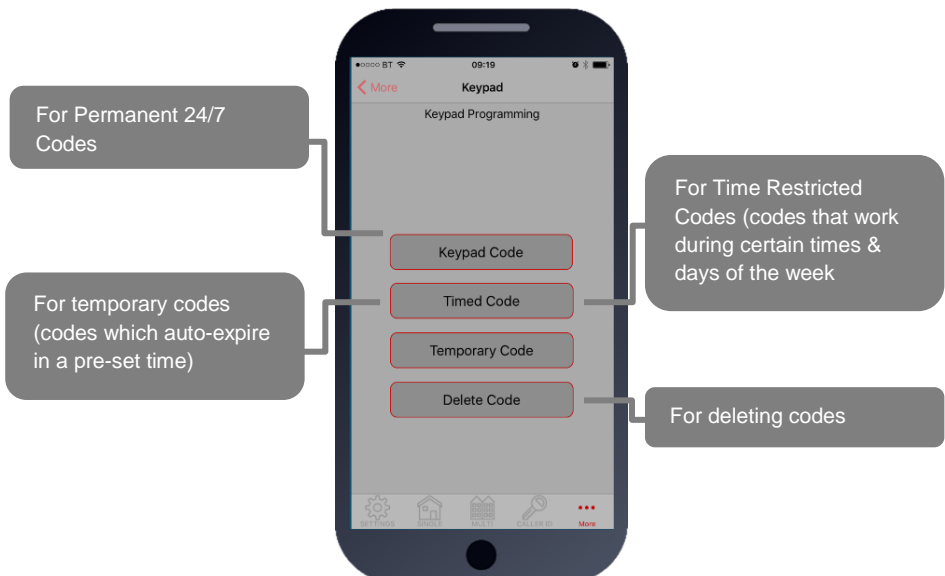 BT 09:19
More Keypad
Keypad Programming
For Permanent 24/7
Codes
For Time Restricted
Codes (codes that work
during certain times &
days of the week
Keypad Code
For temporary codes
(codes which auto-expire
in a pre-set time)
Timed Code
Temporary Code
Delete Code
For deleting codes
SETTINGS SINGLE MULTI CALLER ID More